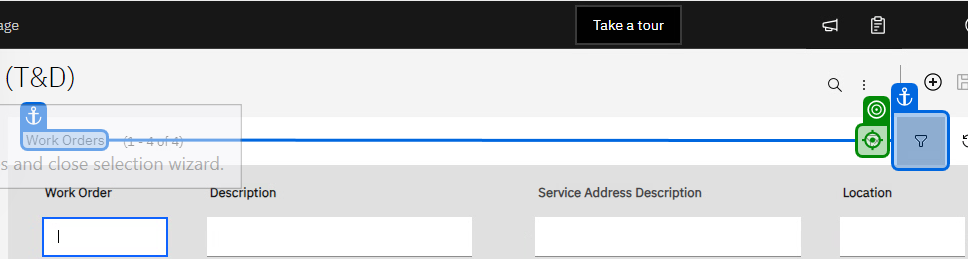 age
Take a tour
(T&D)
Work Orders (1 - 4 of 4)
s and close selection wizard.
Work Order Description Service Address Description Location